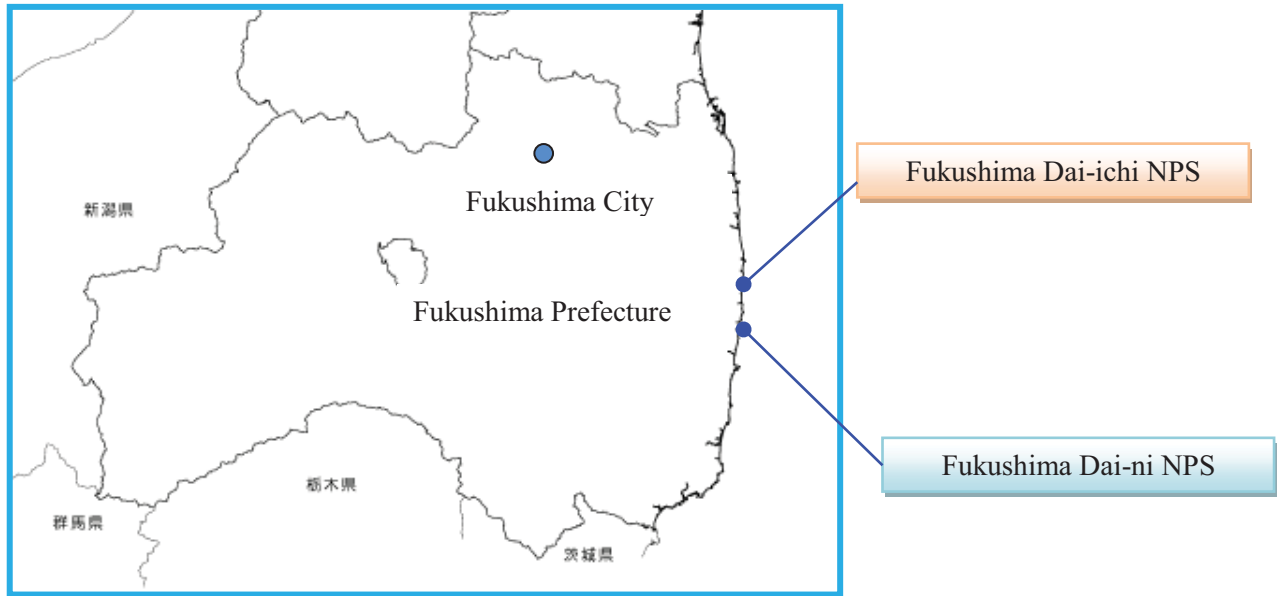 Fukushima Dai-ichi NPS
Fukushima City
新潟県
Fukushima Prefecture
Fukushima Dai-ni NPS
栃木県
群馬県
茨城県